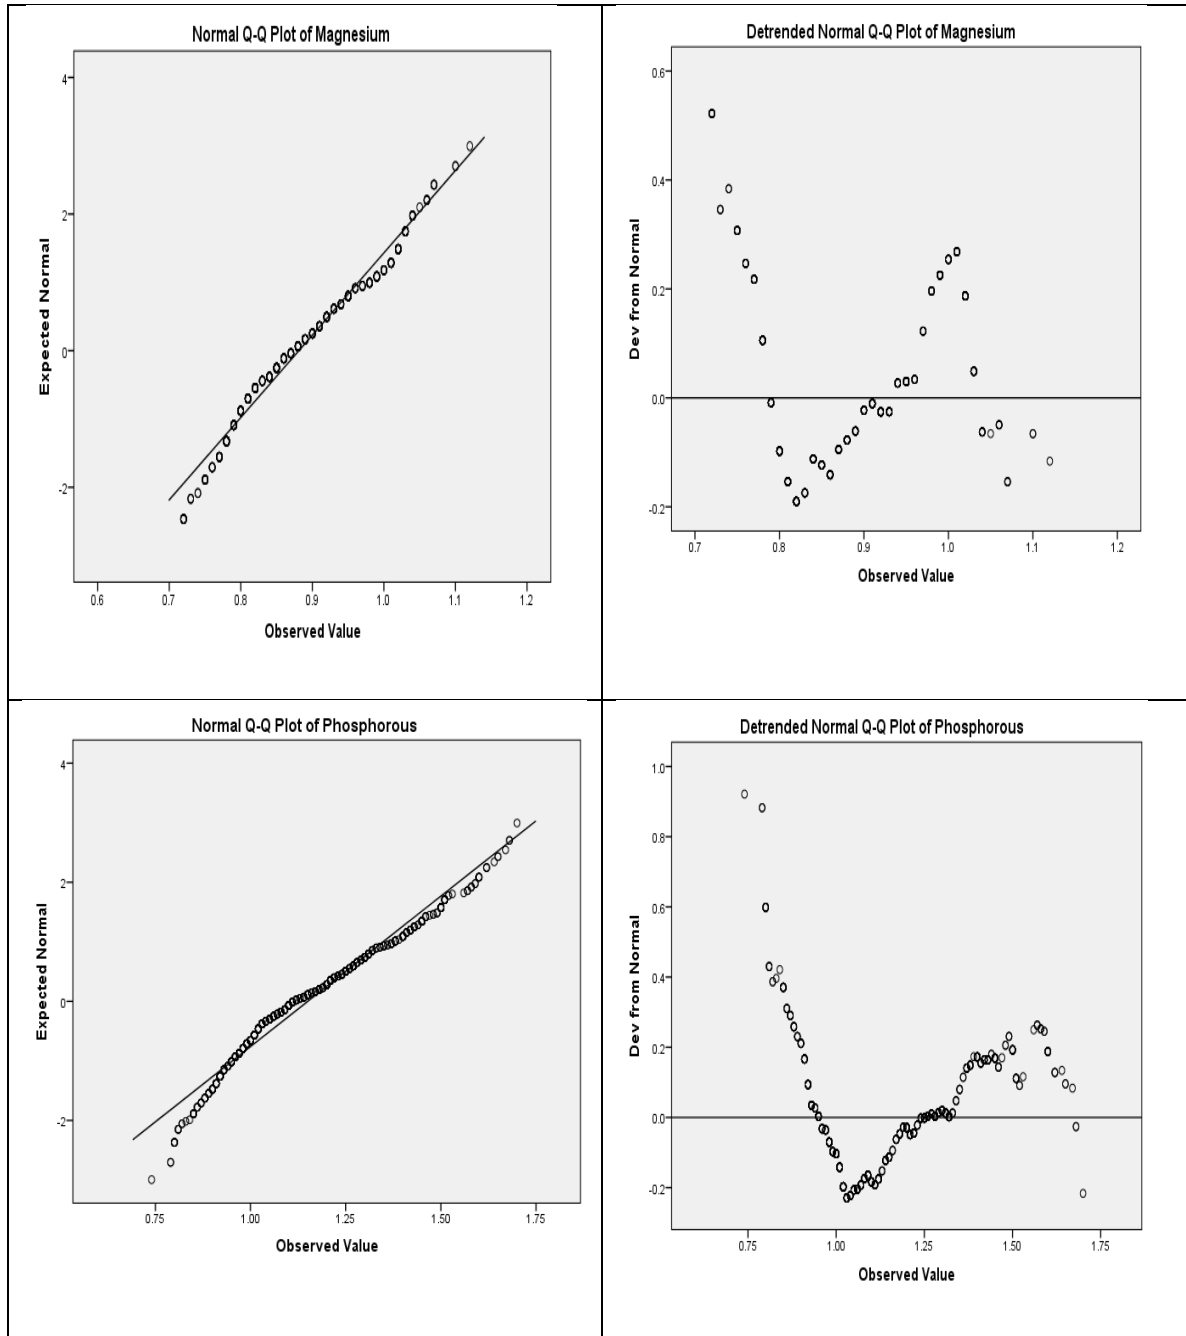 Normal Q-Q Plot of Magnesium
4
2
0
-2
Expected Normal
0.6 0.7 0.8 0.9 1.0 1.1 1.2
Observed Value
Detrended Normal Q-Q Plot of Magnesium
0.6
0.4
0.2
0.0
-0.2
Dev from Normal
0.7 0.8 0.9 1.0 1.1 1.2
Observed Value
Normal Q-Q Plot of Phosphorous
4
2
0
-2
Expected Normal
0.75 1.00 1.25 1.50 1.75
Observed Value
Detrended Normal Q-Q Plot of Phosphorous
1.0
0.8
0.6
0.4
0.2
0.0
-0.2
Dev from Normal
0.75 1.00 1.25 1.50 1.75
Observed Value